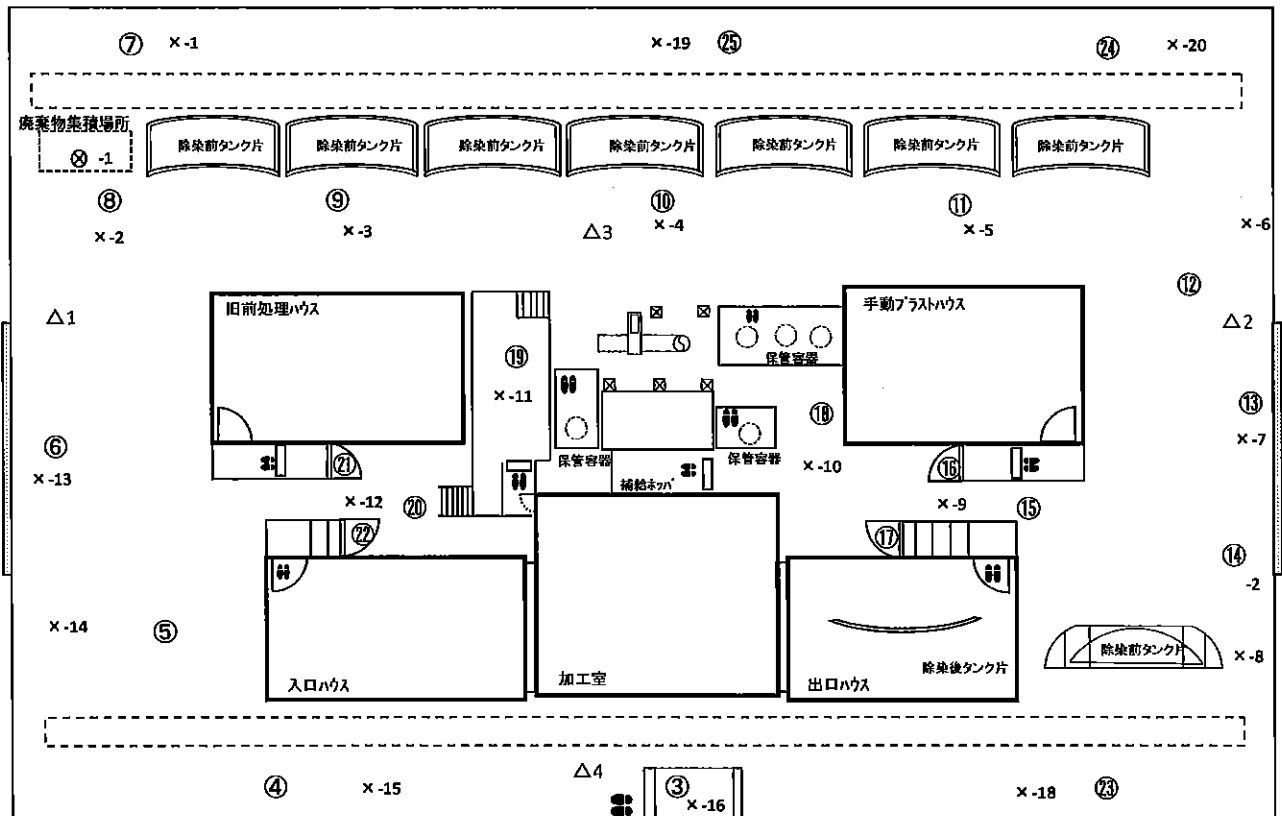 ⑦ ×-1 ×-19 ㉕ ㉔ ×-20
廃棄物集積場所
⊗ -1
除染前タンク片 除染前タンク片 除染前タンク片 除染前タンク片 除染前タンク片 除染前タンク片 除染前タンク片
⑧ ⑨ ⑩ ⑪
×-2 ×-3 △3 ×-4 ×-5 ×-6
⑫
旧前処理ハウス
手動ブラストハウス
△1 △2
⑲
保管容器
×-11
⑱ ⑬
⑥ ×-7
保管容器 保管容器
㉑ ⑯
×-13 ×-10
補給ホッパ
×-12 ⑳ ×-9 ⑮
㉒ ⑰
⑭
-2
×-14 ⑤
除染前タンク片 ×-8
除染後タンク片
入口ハウス 加工室 出口ハウス
△4
④ ×-15 ③ ×-16 ×-18 ㉓